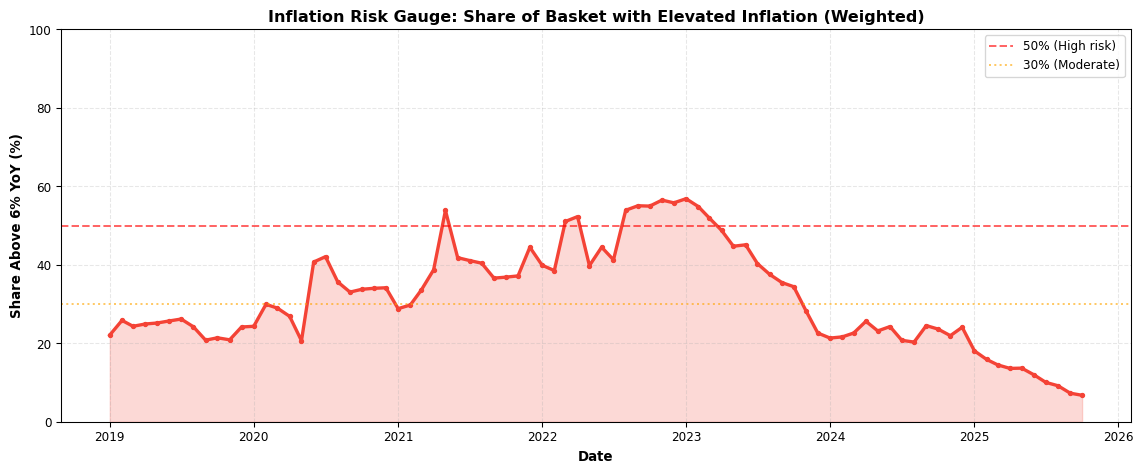 Inflation Risk Gauge: Share of Basket with Elevated Inflation (Weighted)
50% (High risk)
30% (Moderate)
Share Above 6% YoY (%)
100
80
60
40
20
0
2019 2020 2021 2022 2023 2024 2025 2026
Date